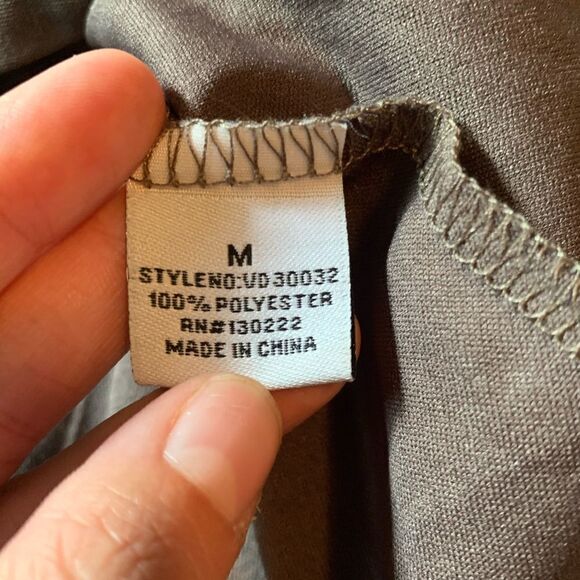 M
STYLENO:VD30032
100% POLYESTER
RN#130222
MADE IN CHINA